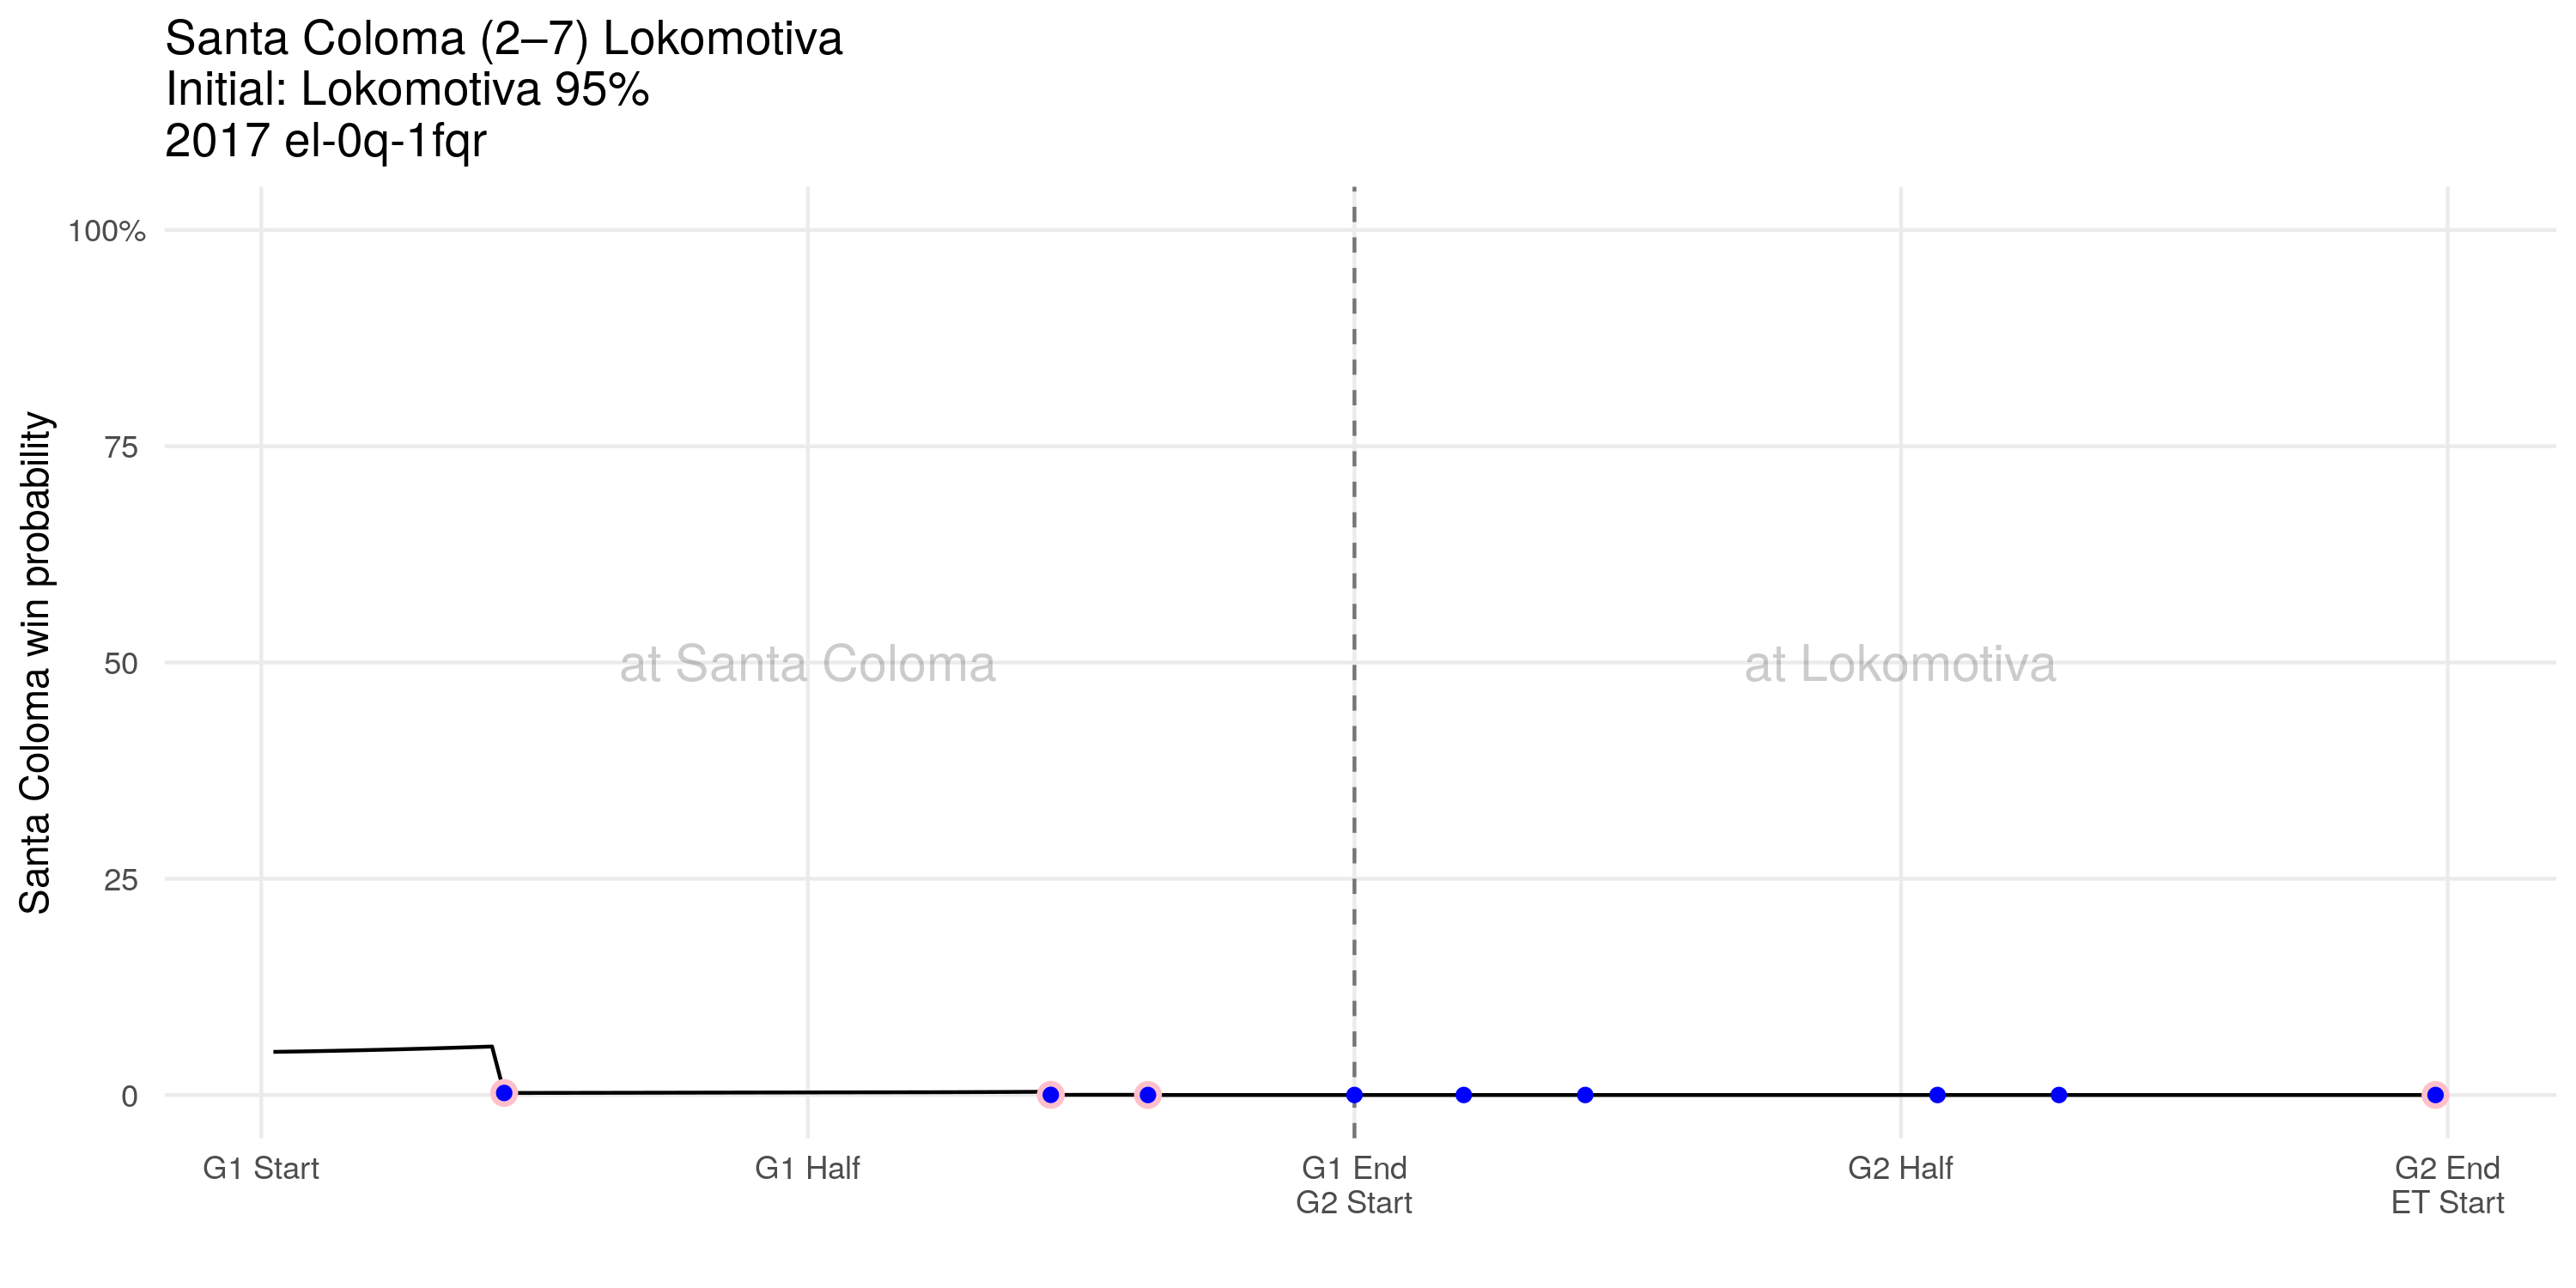 Santa Coloma (2–7) Lokomotiva
Initial: Lokomotiva 95%
2017 el-0q-1fqr
Santa Coloma win probability
100%
75
50
25
0
at Santa Coloma
at Lokomotiva
G1 Start
G1 Half
G1 End
G2 Start
G2 Half
G2 End
ET Start